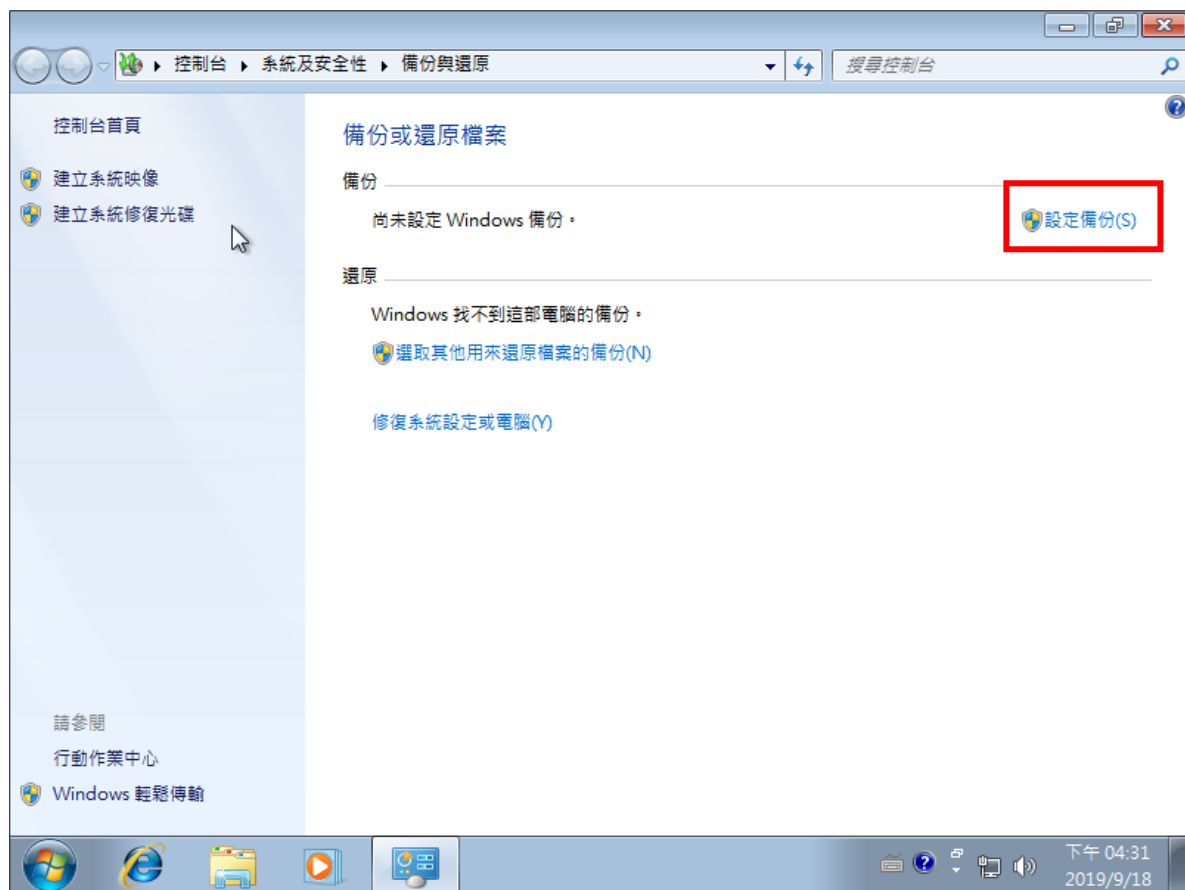 控制台 ▸ 系統及安全性 ▸ 備份與還原
搜尋控制台
控制台首頁
建立系統映像
建立系統修復光碟
備份或還原檔案
備份
尚未設定 Windows 備份。
設定備份(S)
還原
Windows 找不到這部電腦的備份。
選取其他用來還原檔案的備份(N)
修復系統設定或電腦(Y)
請參閱
行動作業中心
Windows 輕鬆傳輸
下午 04:31
2019/9/18